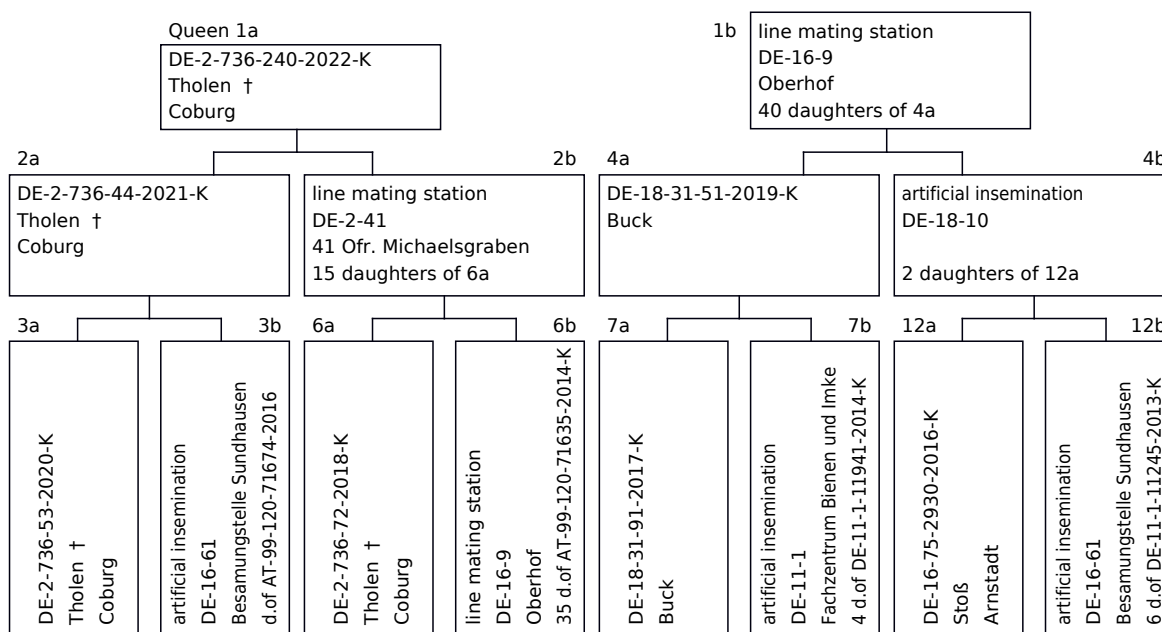 Queen 1a
DE-2-736-240-2022-K
Tholen †
Coburg
1b
line mating station
DE-16-9
Oberhof
40 daughters of 4a
2a
DE-2-736-44-2021-K
Tholen †
Coburg
2b
line mating station
DE-2-41
41 Ofr. Michaelsgraben
15 daughters of 6a
4a
DE-18-31-51-2019-K
Buck
4b
artificial insemination
DE-18-10
2 daughters of 12a
3a
DE-2-736-53-2020-K
Tholen †
Coburg
3b
artificial insemination
DE-16-61
Besamungstelle Sundhausen
d.of AT-99-120-71674-2016
6a
DE-2-736-72-2018-K
Tholen †
Coburg
6b
line mating station
DE-16-9
Oberhof
35 d.of AT-99-120-71635-2014-K
7a
DE-18-31-91-2017-K
Buck
7b
artificial insemination
DE-11-1
Fachzentrum Bienen und Imke
4 d.of DE-11-1-11941-2014-K
12a
DE-16-75-2930-2016-K
Stoß
Arnstadt
12b
artificial insemination
DE-16-61
Besamungstelle Sundhausen
6 d.of DE-11-1-11245-2013-K